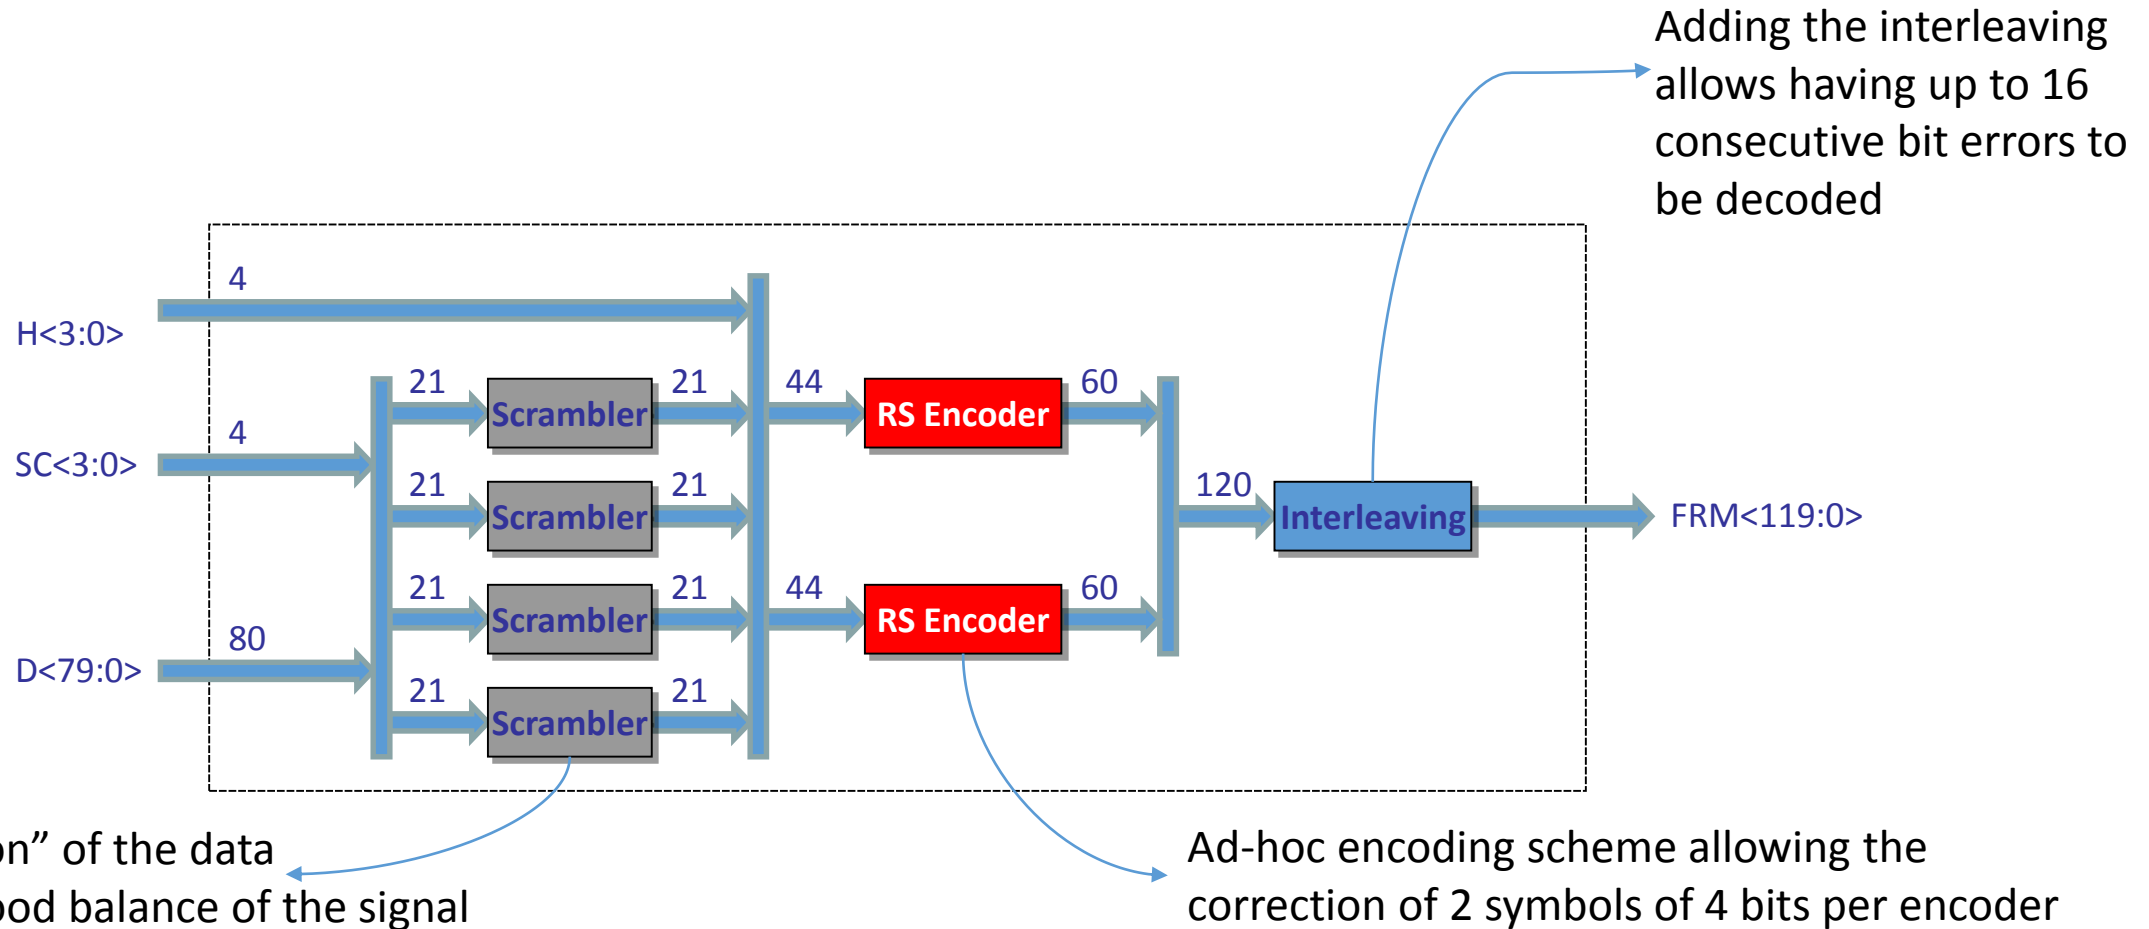 Adding the interleaving
allows having up to 16
consecutive bit errors to
be decoded
4
H<3:0>
21
21
44
60
Scrambler
RS Encoder
4
SC<3:0>
21
21
120
Scrambler
Interleaving
FRM<119:0>
21
21
44
60
Scrambler
RS Encoder
80
D<79:0>
21
21
Scrambler
of the data
balance of the signal
Ad-hoc encoding scheme allowing the
correction of 2 symbols of 4 bits per encoder